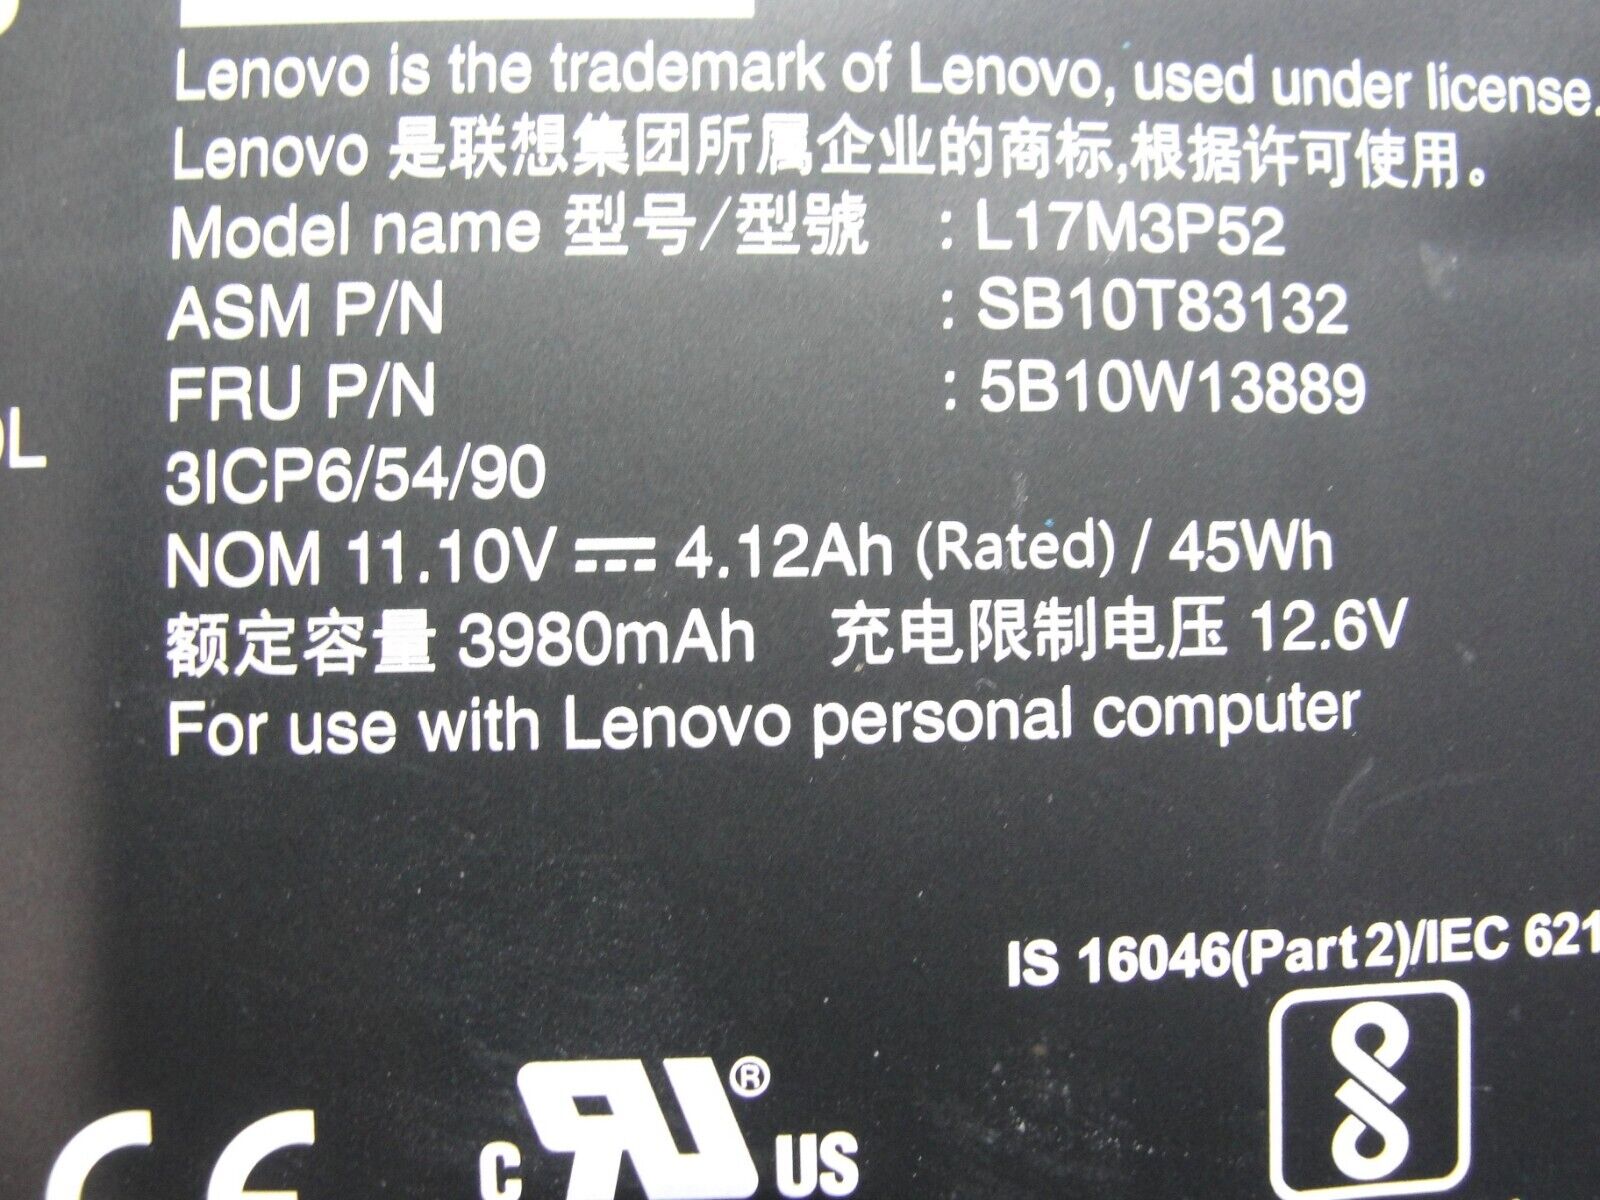 Lenovo is the trademark of Lenovo, used under license.
Lenovo 是联想集团所属企业的商标,根据许可使用。
Model name 型号/型號 : L17M3P52
ASM P/N : SB10T83132
FRU P/N : 5B10W13889
3ICP6/54/90
NOM 11.10V ⎓ 4.12Ah (Rated) / 45Wh
额定容量 3980mAh 充电限制电压 12.6V
For use with Lenovo personal computer
IS 16046(Part 2)/IEC 621
CE
c RU ® US